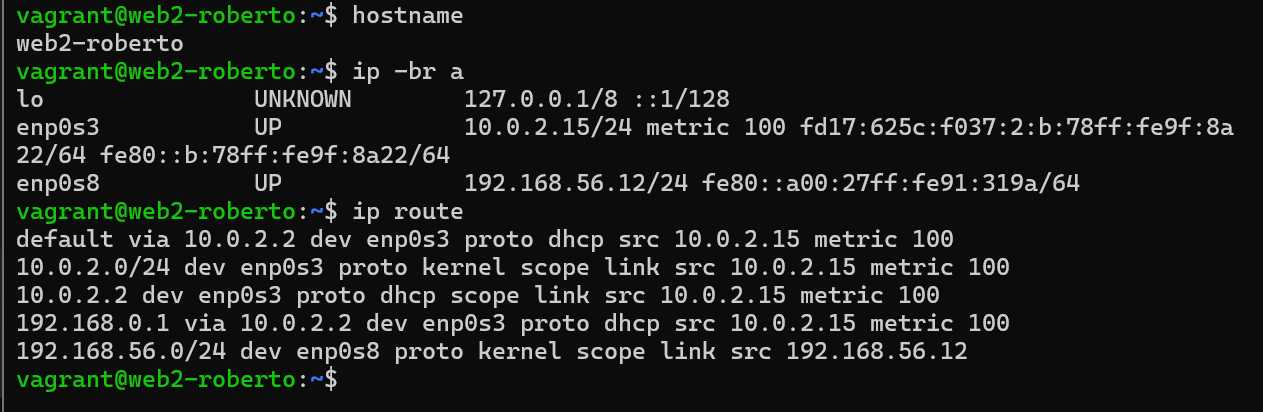 vagrant@web2-roberto:~$ hostname
web2-roberto
vagrant@web2-roberto:~$ ip -br a
lo               UNKNOWN        127.0.0.1/8 ::1/128
enp0s3           UP             10.0.2.15/24 metric 100 fd17:625c:f037:2:b:78ff:fe9f:8a
22/64 fe80::b:78ff:fe9f:8a22/64
enp0s8           UP             192.168.56.12/24 fe80::a00:27ff:fe91:319a/64
vagrant@web2-roberto:~$ ip route
default via 10.0.2.2 dev enp0s3 proto dhcp src 10.0.2.15 metric 100
10.0.2.0/24 dev enp0s3 proto kernel scope link src 10.0.2.15 metric 100
10.0.2.2 dev enp0s3 proto dhcp scope link src 10.0.2.15 metric 100
192.168.0.1 via 10.0.2.2 dev enp0s3 proto dhcp src 10.0.2.15 metric 100
192.168.56.0/24 dev enp0s8 proto kernel scope link src 192.168.56.12
vagrant@web2-roberto:~$